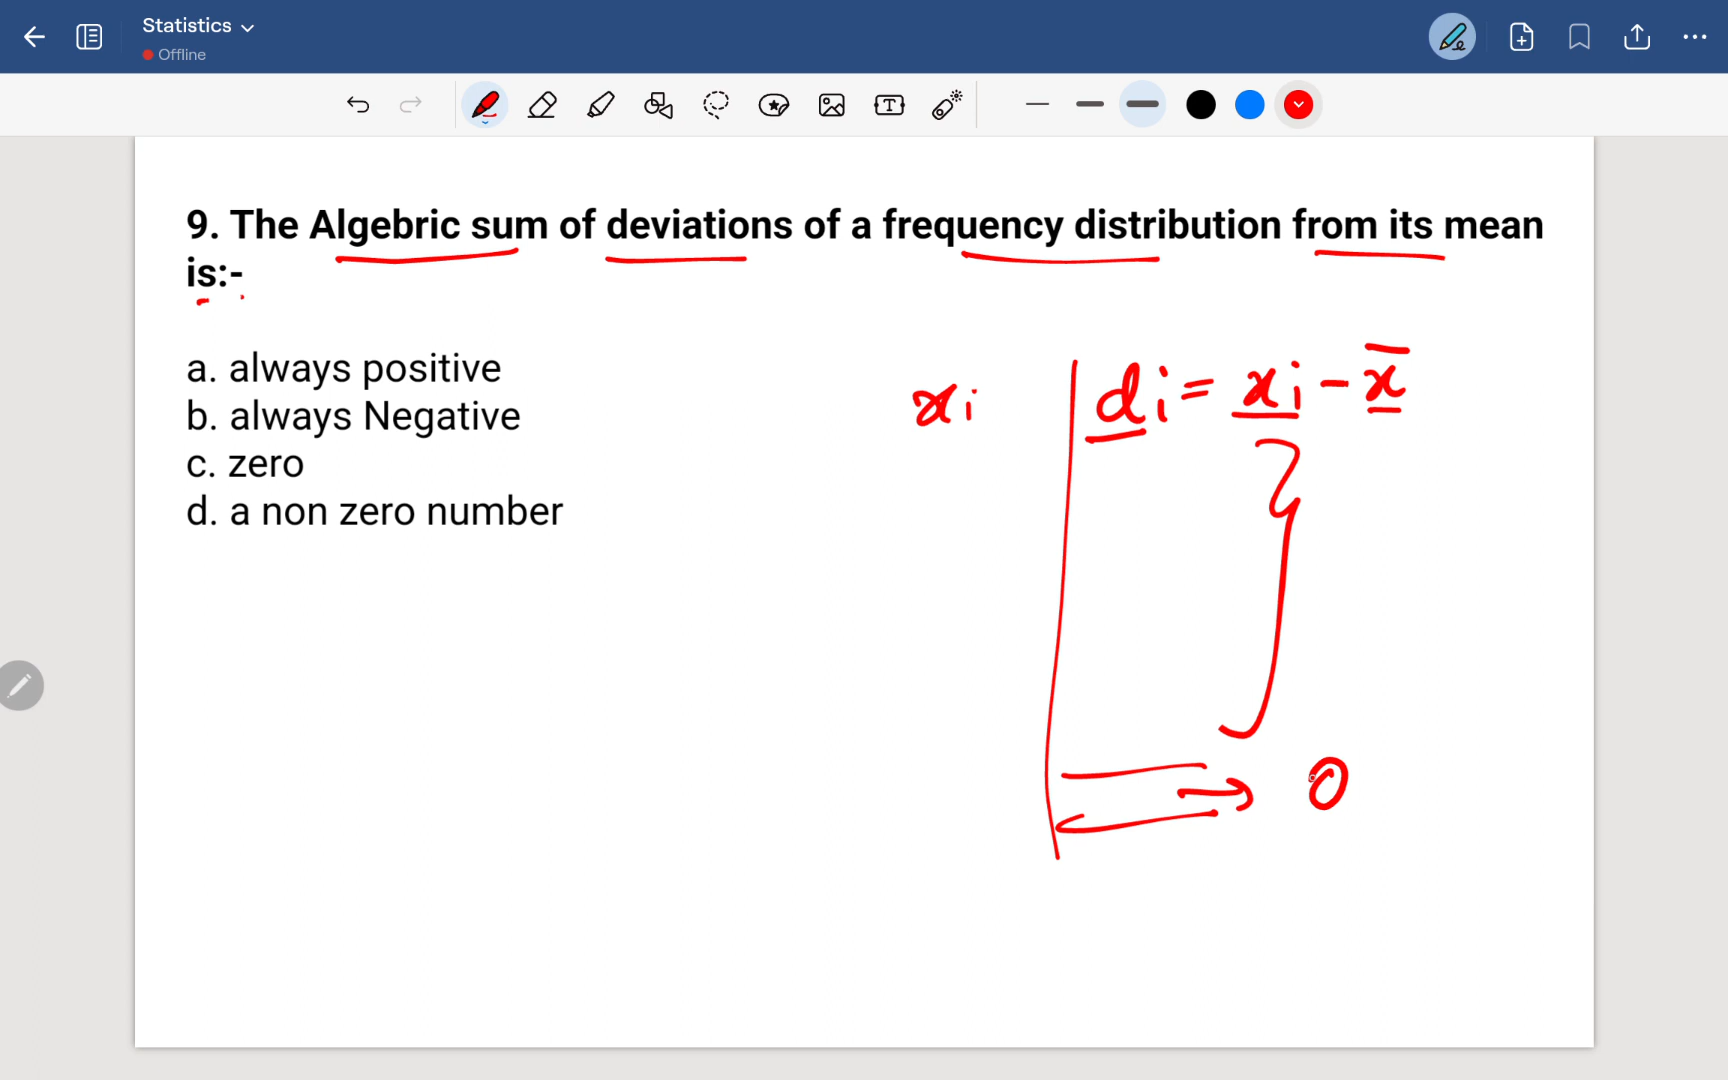 Statistics
Offline
9. The Algebric sum of deviations of a frequency distribution from its mean
is:-
a. always positive
b. always Negative
c. zero
d. a non zero number
xi
di = xi - x̄
0